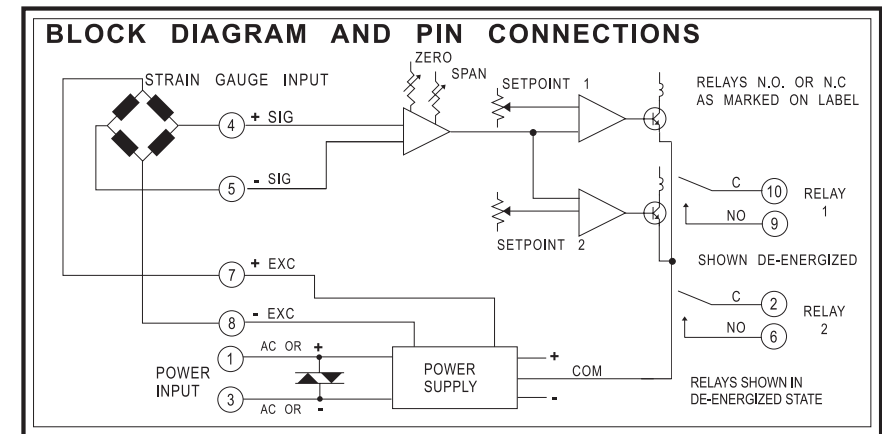 BLOCK DIAGRAM AND PIN CONNECTIONS
ZERO
SPAN
STRAIN GAUGE INPUT
SETPOINT 1
RELAYS N.O. OR N.C
AS MARKED ON LABEL
4
+ SIG
5
- SIG
C
10
RELAY
1
NO
9
SETPOINT 2
SHOWN DE-ENERGIZED
7
+ EXC
8
- EXC
C
2
RELAY
2
NO
6
POWER
INPUT
1
AC OR +
3
AC OR -
POWER
SUPPLY
+
COM
-
RELAYS SHOWN IN
DE-ENERGIZED STATE